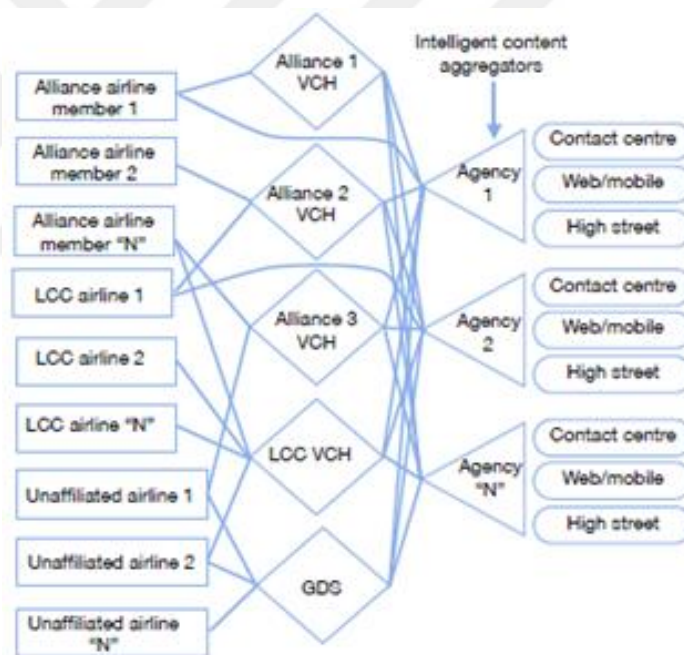 Intelligent content
aggregators
Alliance airline
member 1
Alliance airline
member 2
Alliance airline
member "N"
LCC airline 1
LCC airline 2
LCC airline "N"
Unaffiliated airline 1
Unaffiliated airline 2
Unaffiliated airline
"N"
Alliance 1
VCH
Alliance 2
VCH
Alliance 3
VCH
LCC VCH
GDS
Agency
1
Contact centre
Web/mobile
High street
Agency
2
Contact centre
Web/mobile
High street
Agency
"N"
Contact centre
Web/mobile
High street